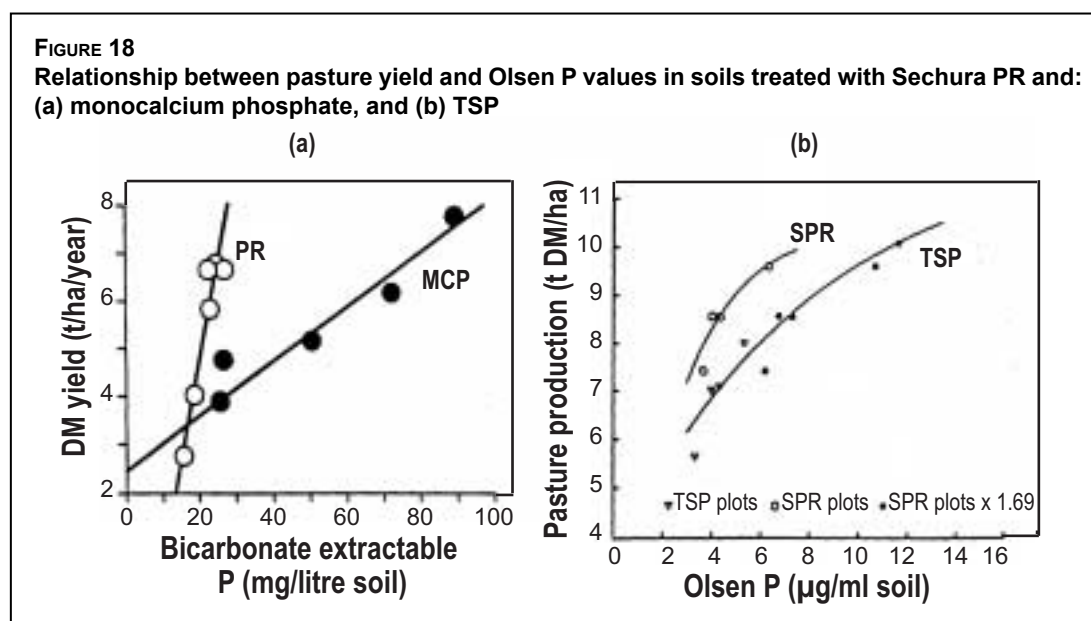 FIGURE 18
Relationship between pasture yield and Olsen P values in soils treated with Sechura PR and:
(a) monocalcium phosphate, and (b) TSP
(a)
(b)
DM yield (t/ha/year)
8
6
4
2
PR
MCP
0 20 40 60 80 100
Bicarbonate extractable
P (mg/litre soil)
Pasture production (t DM/ha)
11
10
9
8
7
6
5
4
SPR
TSP
TSP plots SPR plots SPR plots x 1.69
0 2 4 6 8 10 12 14 16
Olsen P (µg/ml soil)